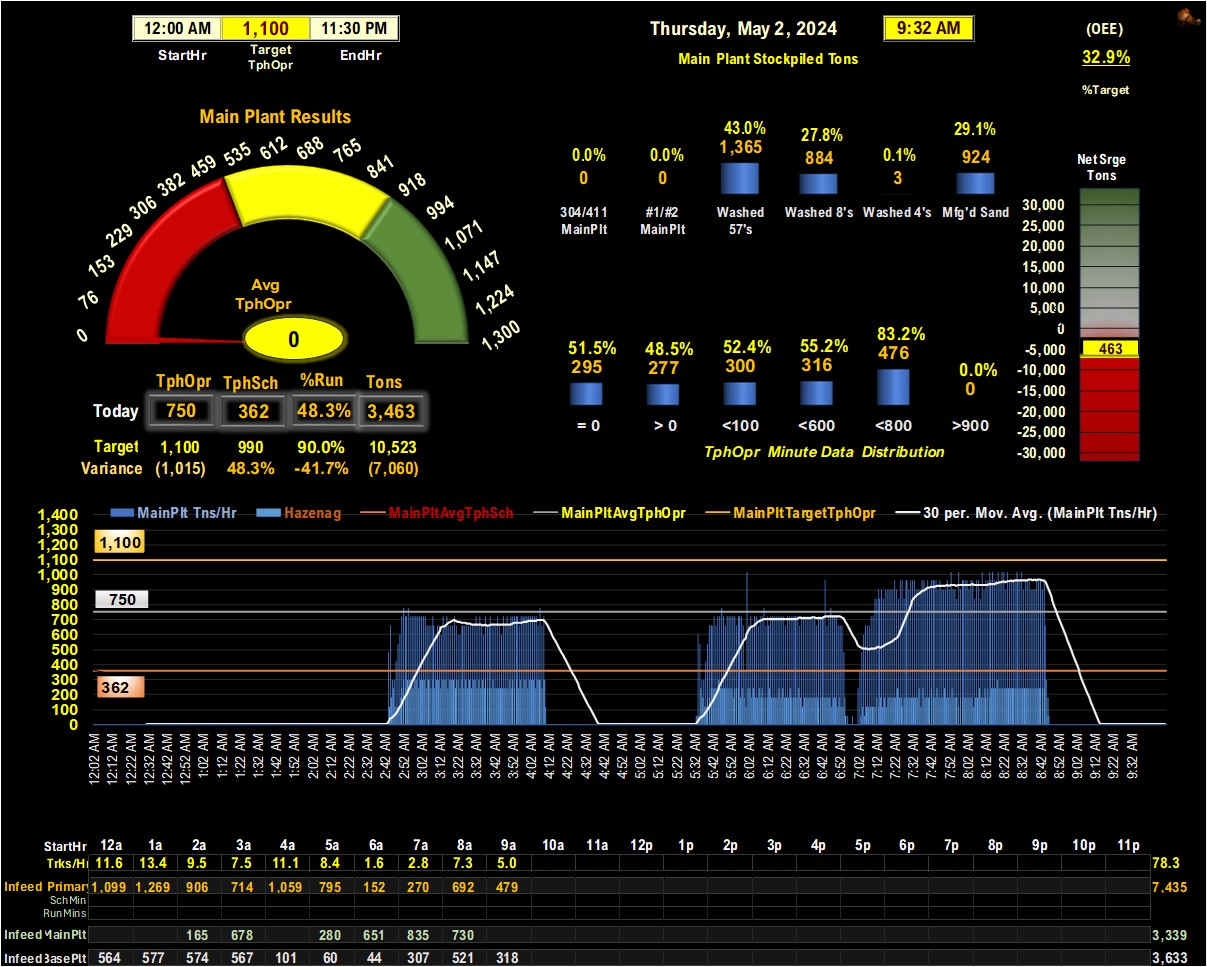 12:00 AM 1,100 11:30 PM
StartHr Target TphOpr EndHr
Thursday, May 2, 2024 9:32 AM
Main Plant Stockpiled Tons
(OEE)
32.9%
%Target
Main Plant Results
0 76 153 229 306 382 459 535 612 688 765 841 918 994 1,071 1,147 1,224 1,300
Avg
TphOpr
0
TphOpr TphSch %Run Tons
Today 750 362 48.3% 3,463
Target 1,100 990 90.0% 10,523
Variance (1,015) 48.3% -41.7% (7,060)
0.0% 0.0% 43.0% 27.8% 0.1% 29.1%
0 0 1,365 884 3 924
304/411 #1/#2 Washed Washed 8's Washed 4's Mfg'd Sand
MainPlt MainPlt 57's
51.5% 48.5% 52.4% 55.2% 83.2% 0.0%
295 277 300 316 476 0
= 0 > 0 <100 <600 <800 >900
TphOpr Minute Data Distribution
Net Srge
Tons
30,000
25,000
20,000
15,000
10,000
5,000
0
-5,000
463
-10,000
-15,000
-20,000
-25,000
-30,000
MainPlt Tns/Hr Hazenag MainPltAvgTphSch MainPltAvgTphOpr MainPltTargetTphOpr 30 per. Mov. Avg. (MainPlt Tns/Hr)
1,400
1,300
1,200
1,100
1,000
900
800
700
600
500
400
300
200
100
0
1,100
750
362
12:02 AM 12:12 AM 12:22 AM 12:32 AM 12:42 AM 12:52 AM 1:02 AM 1:12 AM 1:22 AM 1:32 AM 1:42 AM 1:52 AM 2:02 AM 2:12 AM 2:22 AM 2:32 AM 2:42 AM 2:52 AM 3:02 AM 3:12 AM 3:22 AM 3:32 AM 3:42 AM 3:52 AM 4:02 AM 4:12 AM 4:22 AM 4:32 AM 4:42 AM 4:52 AM 5:02 AM 5:12 AM 5:22 AM 5:32 AM 5:42 AM 5:52 AM 6:02 AM 6:12 AM 6:22 AM 6:32 AM 6:42 AM 6:52 AM 7:02 AM 7:12 AM 7:22 AM 7:32 AM 7:42 AM 7:52 AM 8:02 AM 8:12 AM 8:22 AM 8:32 AM 8:42 AM 8:52 AM 9:02 AM 9:12 AM 9:22 AM 9:32 AM
StartHr 12a 1a 2a 3a 4a 5a 6a 7a 8a 9a 10a 11a 12p 1p 2p 3p 4p 5p 6p 7p 8p 9p 10p 11p
Trks/Hr 11.6 13.4 9.5 7.5 11.1 8.4 1.6 2.8 7.3 5.0 78.3
Infeed Primary 1,099 1,269 906 714 1,059 795 152 270 692 479 7,435
SchMin
RunMins
Infeed MainPlt 165 678 280 651 835 730 3,339
Infeed BasePlt 564 577 574 567 101 60 44 307 521 318 3,633